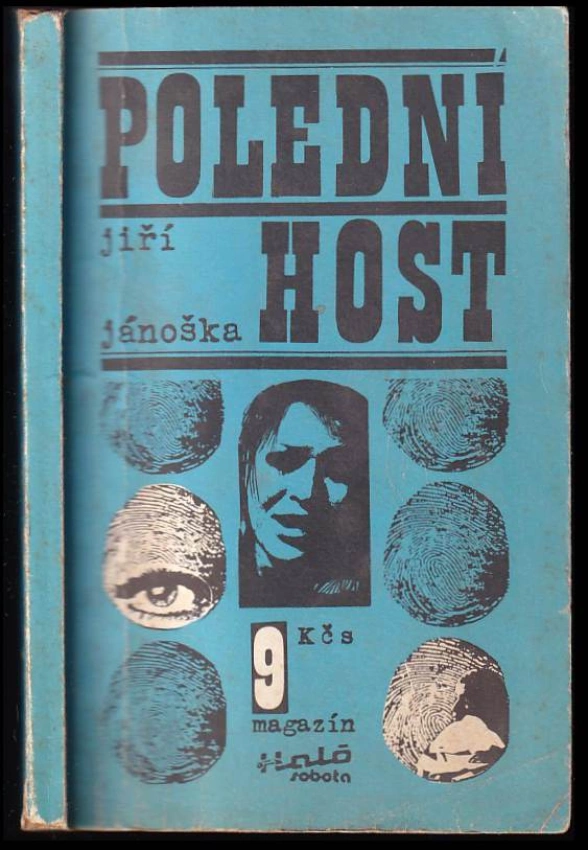 POLEDNÍ
jiří
HOST
jánoška
9 Kčs
magazín
Haló
sobota